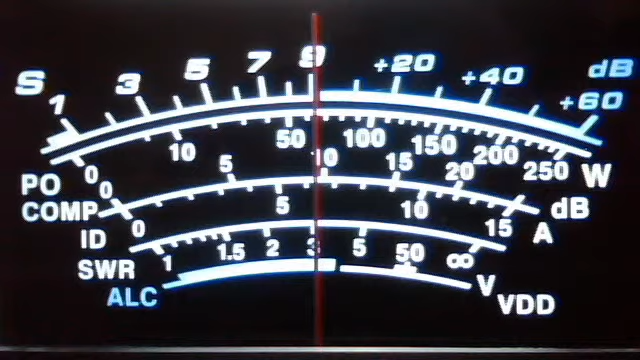 S 1 3 5 7 9 +20 +40 +60 dB
PO 0 10 50 100 150 200 250 W
COMP 0 5 10 15 20 dB
ID 0 5 10 15 A
SWR 1 1.5 2 3 5 50 ∞
ALC V VDD